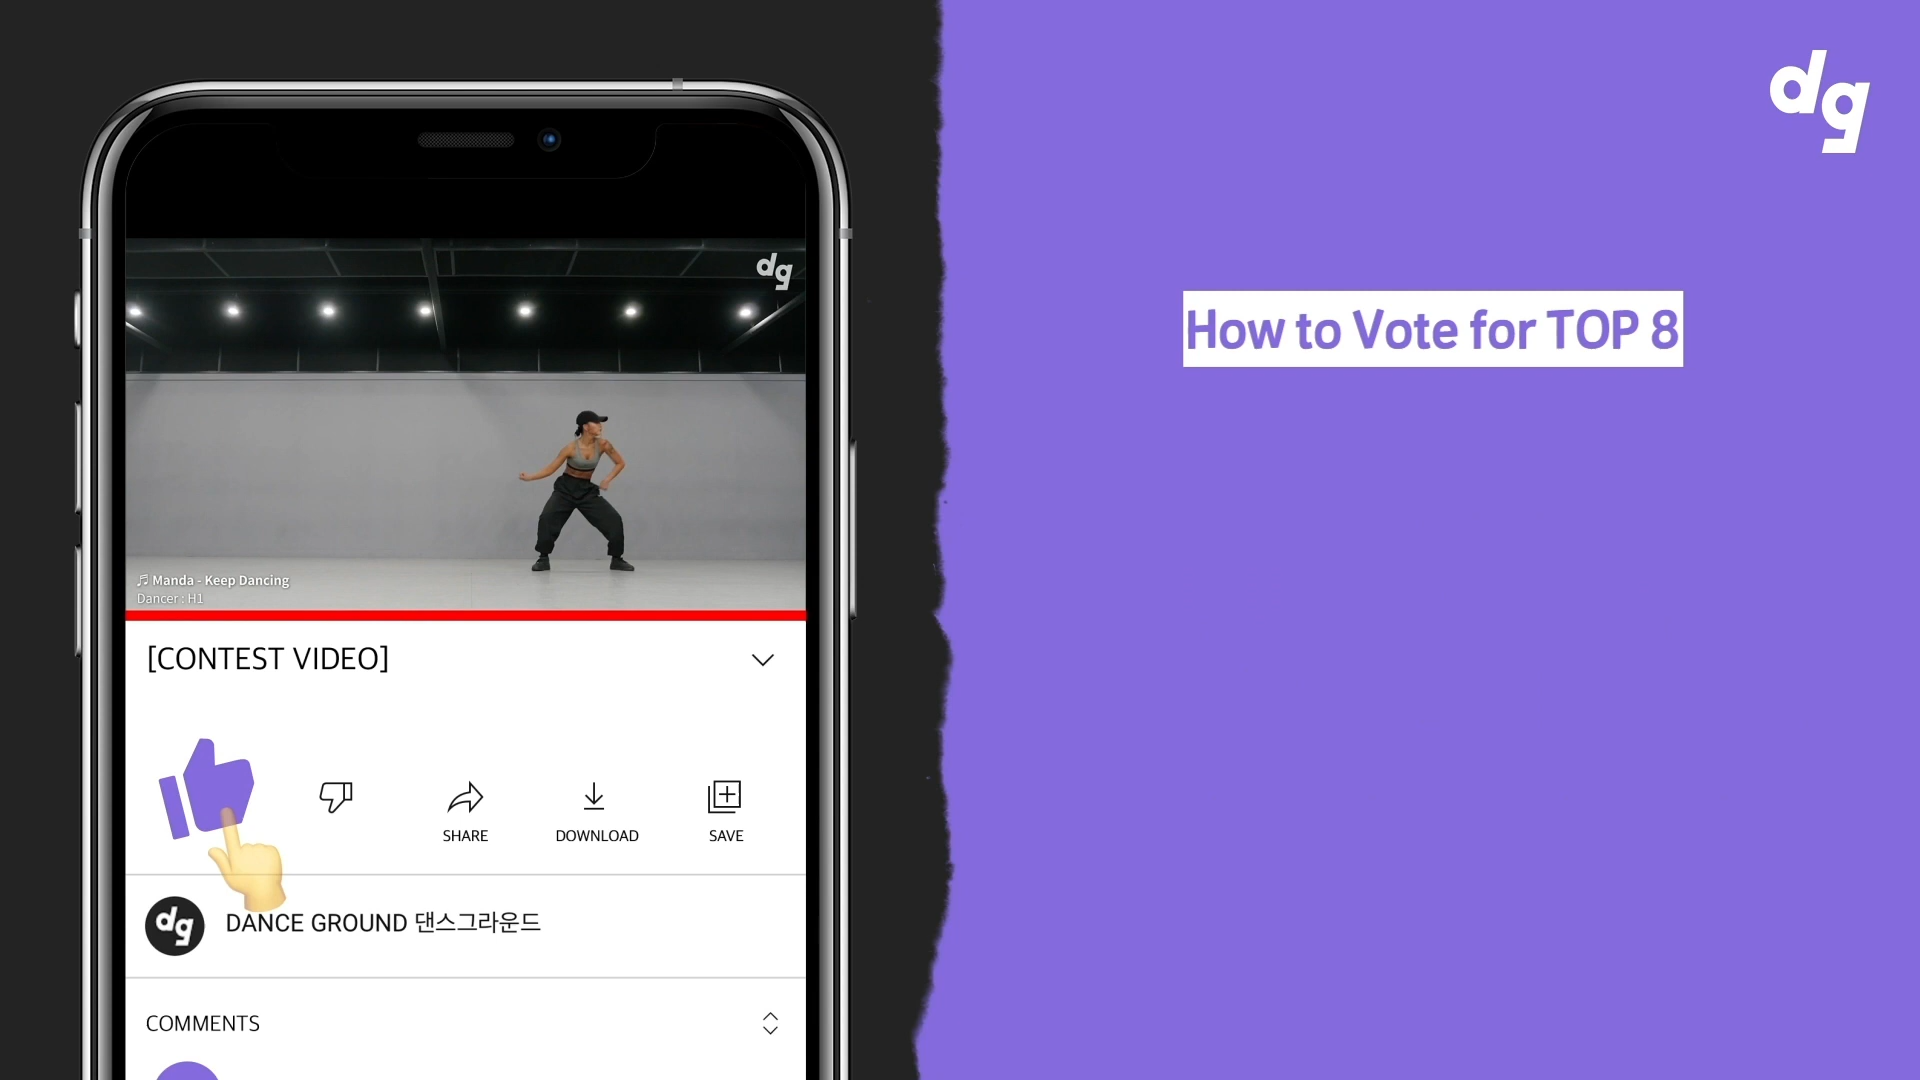 dg
How to Vote for TOP 8
dg
♬ Manda - Keep Dancing
Dancer : H1
[CONTEST VIDEO]
SHARE
DOWNLOAD
SAVE
dg
DANCE GROUND 댄스그라운드
COMMENTS